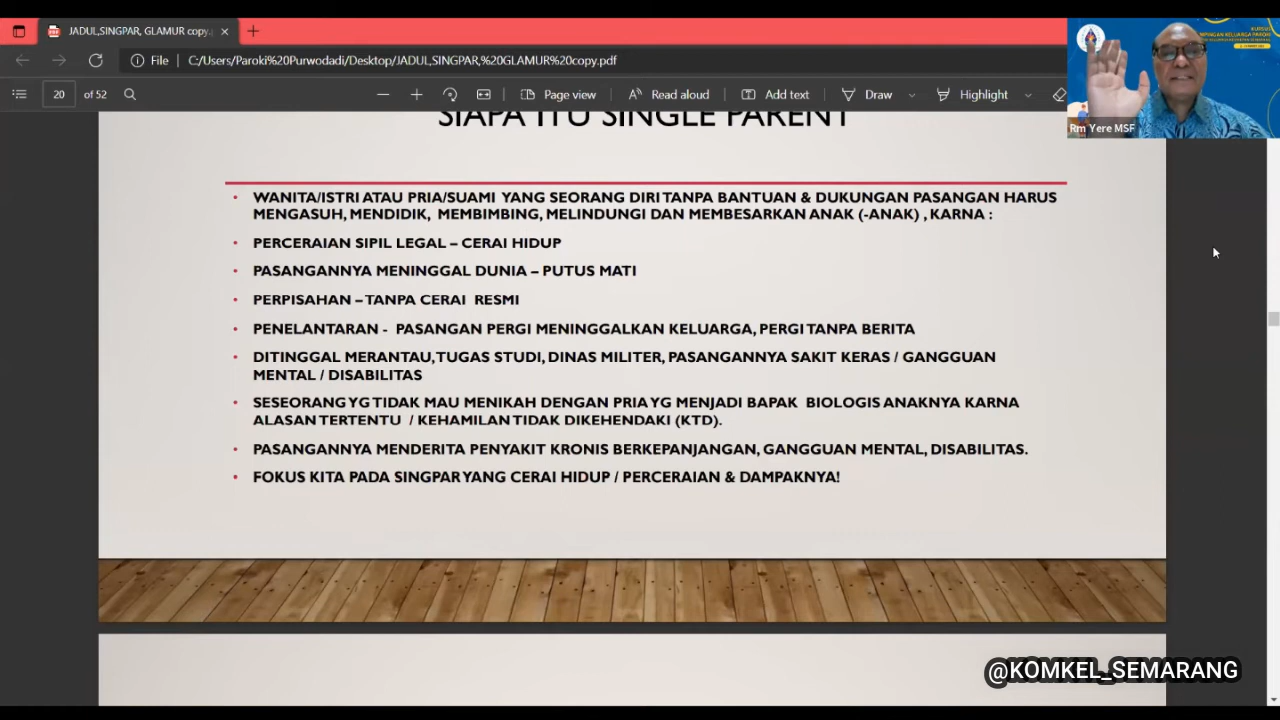 JADUL,SINGPAR, GLAMUR copy.
File C:/Users/Paroki%20Purwodadi/Desktop/JADUL,SINGPAR,%20GLAMUR%20copy.pdf
20 of 52 Page view Read aloud Add text Draw Highlight
KURSUS
Rm Yere MSF
SIAPA ITU SINGLE PARENT
• WANITA/ISTRI ATAU PRIA/SUAMI YANG SEORANG DIRI TANPA BANTUAN & DUKUNGAN PASANGAN HARUS
MENGASUH, MENDIDIK, MEMBIMBING, MELINDUNGI DAN MEMBESARKAN ANAK (-ANAK) , KARNA :
• PERCERAIAN SIPIL LEGAL – CERAI HIDUP
• PASANGANNYA MENINGGAL DUNIA – PUTUS MATI
• PERPISAHAN – TANPA CERAI RESMI
• PENELANTARAN - PASANGAN PERGI MENINGGALKAN KELUARGA, PERGI TANPA BERITA
• DITINGGAL MERANTAU, TUGAS STUDI, DINAS MILITER, PASANGANNYA SAKIT KERAS / GANGGUAN
MENTAL / DISABILITAS
• SESEORANG YG TIDAK MAU MENIKAH DENGAN PRIA YG MENJADI BAPAK BIOLOGIS ANAKNYA KARNA
ALASAN TERTENTU / KEHAMILAN TIDAK DIKEHENDAKI (KTD).
• PASANGANNYA MENDERITA PENYAKIT KRONIS BERKEPANJANGAN, GANGGUAN MENTAL, DISABILITAS.
• FOKUS KITA PADA SINGPAR YANG CERAI HIDUP / PERCERAIAN & DAMPAKNYA!
@KOMKEL_SEMARANG